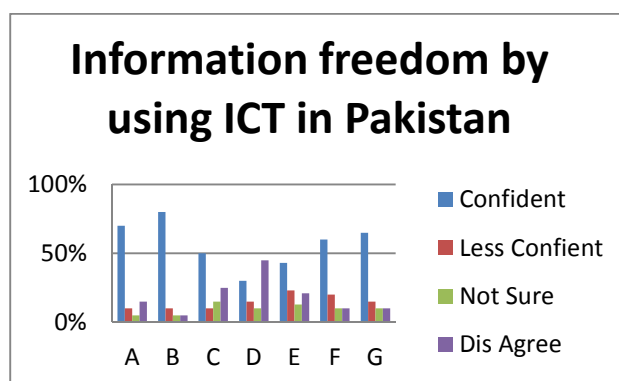 Information freedom by
using ICT in Pakistan
100%
50%
0%
A B C D E F G
Confident
Less Confient
Not Sure
Dis Agree